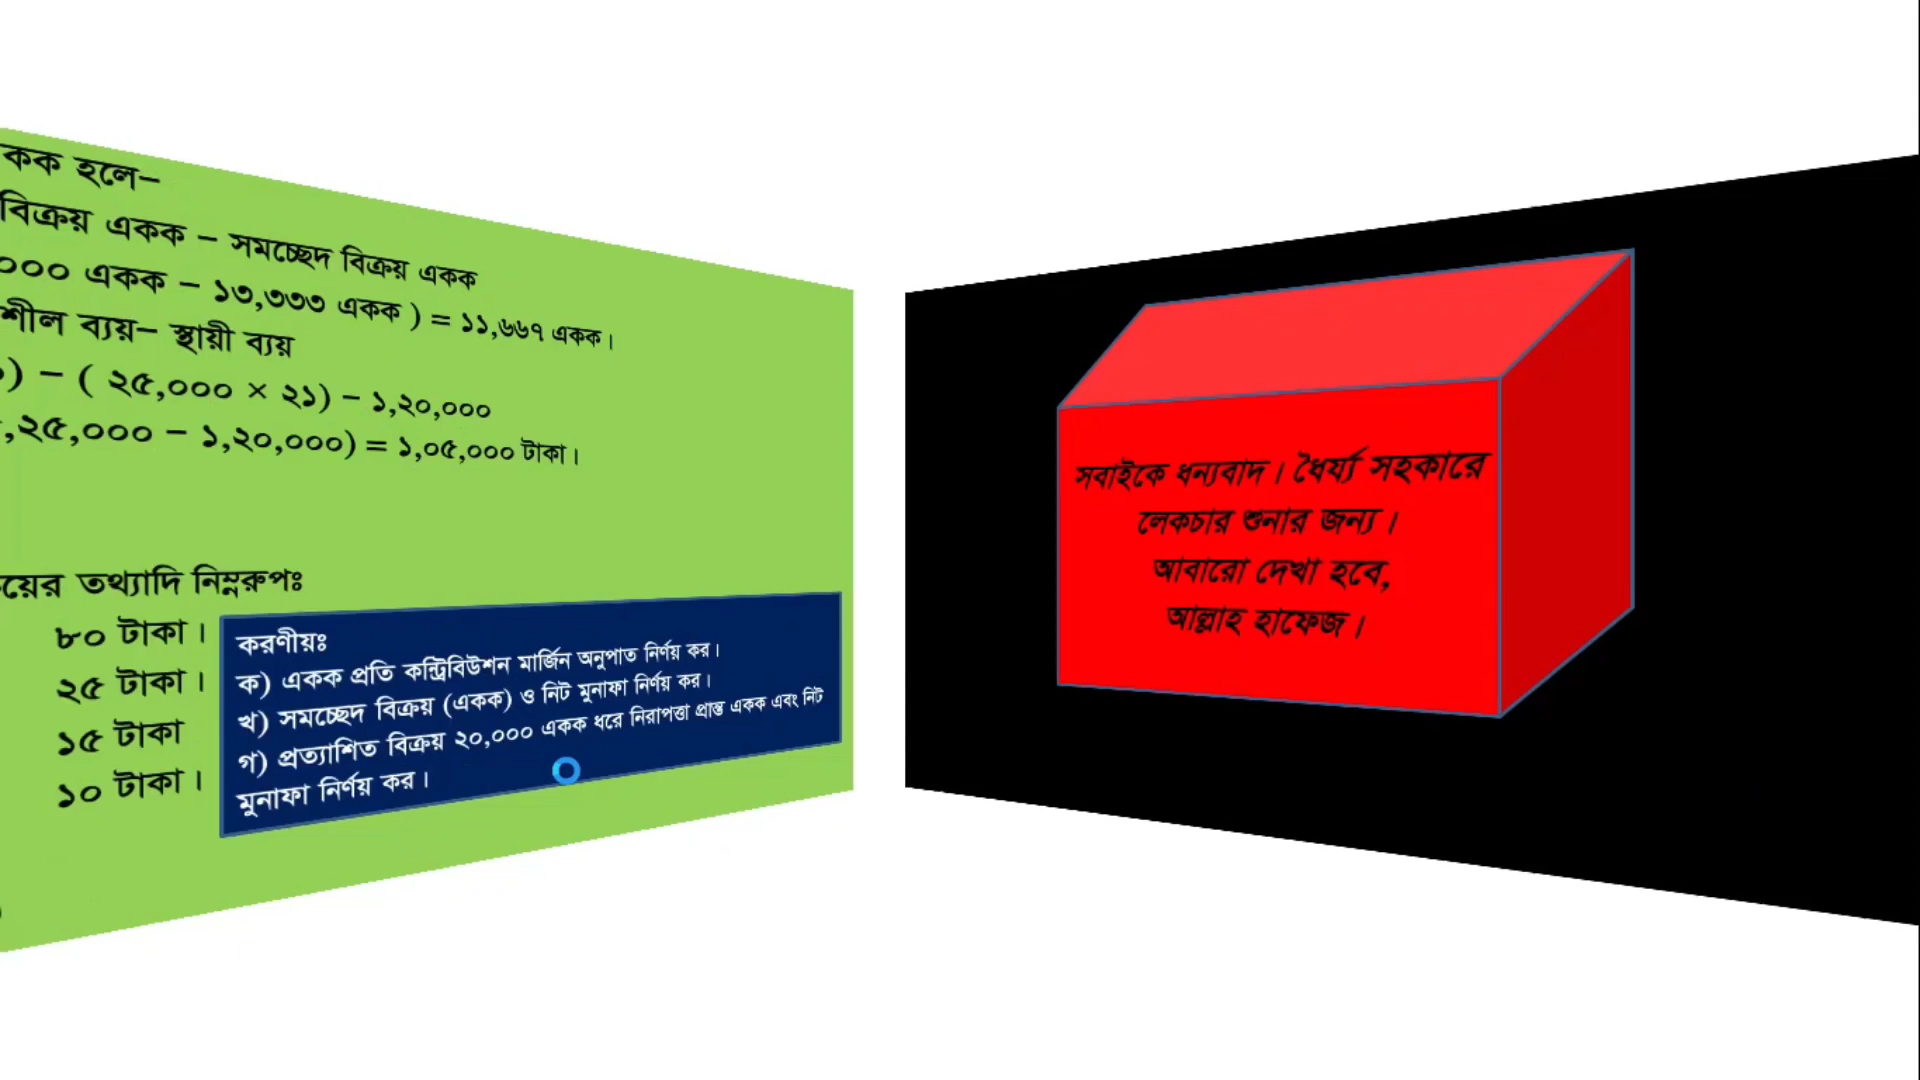 কক হলে–
বিক্রয় একক – সমচ্ছেদ বিক্রয় একক
০০০ একক – ১৩,৩৩৩ একক ) = ১১,৬৬৭ একক।
শীল ব্যয়– স্থায়ী ব্যয়
) – ( ২৫,০০০ × ২১) – ১,২০,০০০
,২৫,০০০ – ১,২০,০০০) = ১,০৫,০০০ টাকা।
য়ের তথ্যাদি নিম্নরুপঃ
৮০ টাকা।
২৫ টাকা।
১৫ টাকা
১০ টাকা।
করণীয়ঃ
ক) একক প্রতি কন্ট্রিবিউশন মার্জিন অনুপাত নির্ণয় কর।
খ) সমচ্ছেদ বিক্রয় (একক) ও নিট মুনাফা নির্ণয় কর।
গ) প্রত্যাশিত বিক্রয় ২০,০০০ একক ধরে নিরাপত্তা প্রান্ত একক এবং নিট
মুনাফা নির্ণয় কর।
সবাইকে ধন্যবাদ। ধৈর্য্য সহকারে
লেকচার শুনার জন্য।
আবারো দেখা হবে,
আল্লাহ হাফেজ।